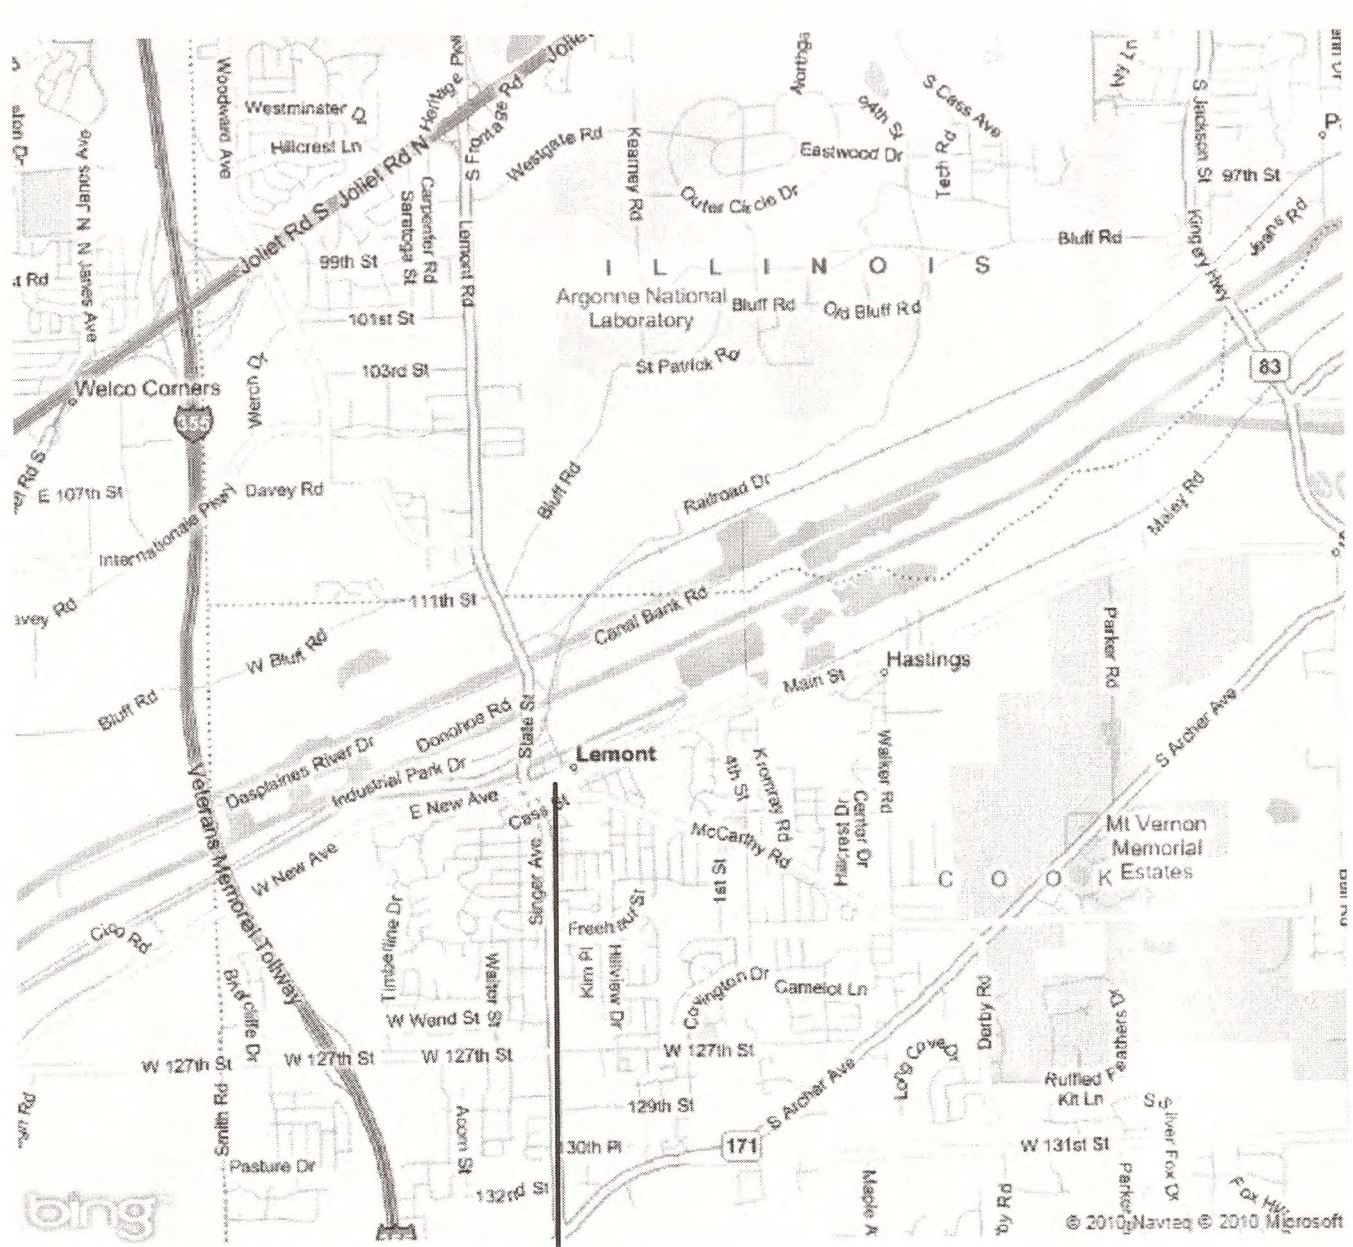 Joliet
Woodward Ave
Westminster
Hillcrest Ln
N Janes Ave
N Janes Ave
Joliet Rd S
Joliet Rd N
Heritage Pkw
S Frontage Rd
Westgate Rd
Kearney Rd
94th St
S Cass Ave
Eastwood Dr
Tech Rd
Outer Circle Dr
Ivy Ln
S Jackson St
P
97th St
Jeans Rd
Bluff Rd
Kingery Hwy
Carpenter Rd
Saratoga St
Lemont Rd
99th St
101st St
103rd St
ILLINOIS
Argonne National
Laboratory
Bluff Rd
Old Bluff Rd
St Patrick Rd
83
Welco Corners
355
E 107th St
Davey Rd
Internationale Pkwy
Bluff Rd
Railroad Dr
Maley Rd
111th St
Canal Bank Rd
W Bluff Rd
Bluff Rd
Hastings
Main St
Parker Rd
S Archer Ave
Donohoe Rd
State St
Lemont
Desplaines River Dr
Industrial Park Dr
E New Ave
Cass St
4th St
Kromray Rd
Walker Rd
McCarthy Rd
Hillcrest Dr
Center Dr
1st St
Mt Vernon
Memorial
Estates
COOK
Veterans Memorial Tollway
W New Ave
Singer Ave
Timberline Dr
Walter St
Kim Pl
Hillview Dr
Covington Dr
Camelot Ln
W Wend St
W 127th St
W 127th St
W 127th St
W 127th St
Derby Rd
Long Cove Dr
Feathers Ct
Ruffled
Kit Ln
Silver Fox Dr
W 131st St
129th St
S Archer Ave
171
130th Pl
132nd St
Acorn St
Smith Rd
Pasture Dr
bing
© 2010 Navteq © 2010 Microsoft